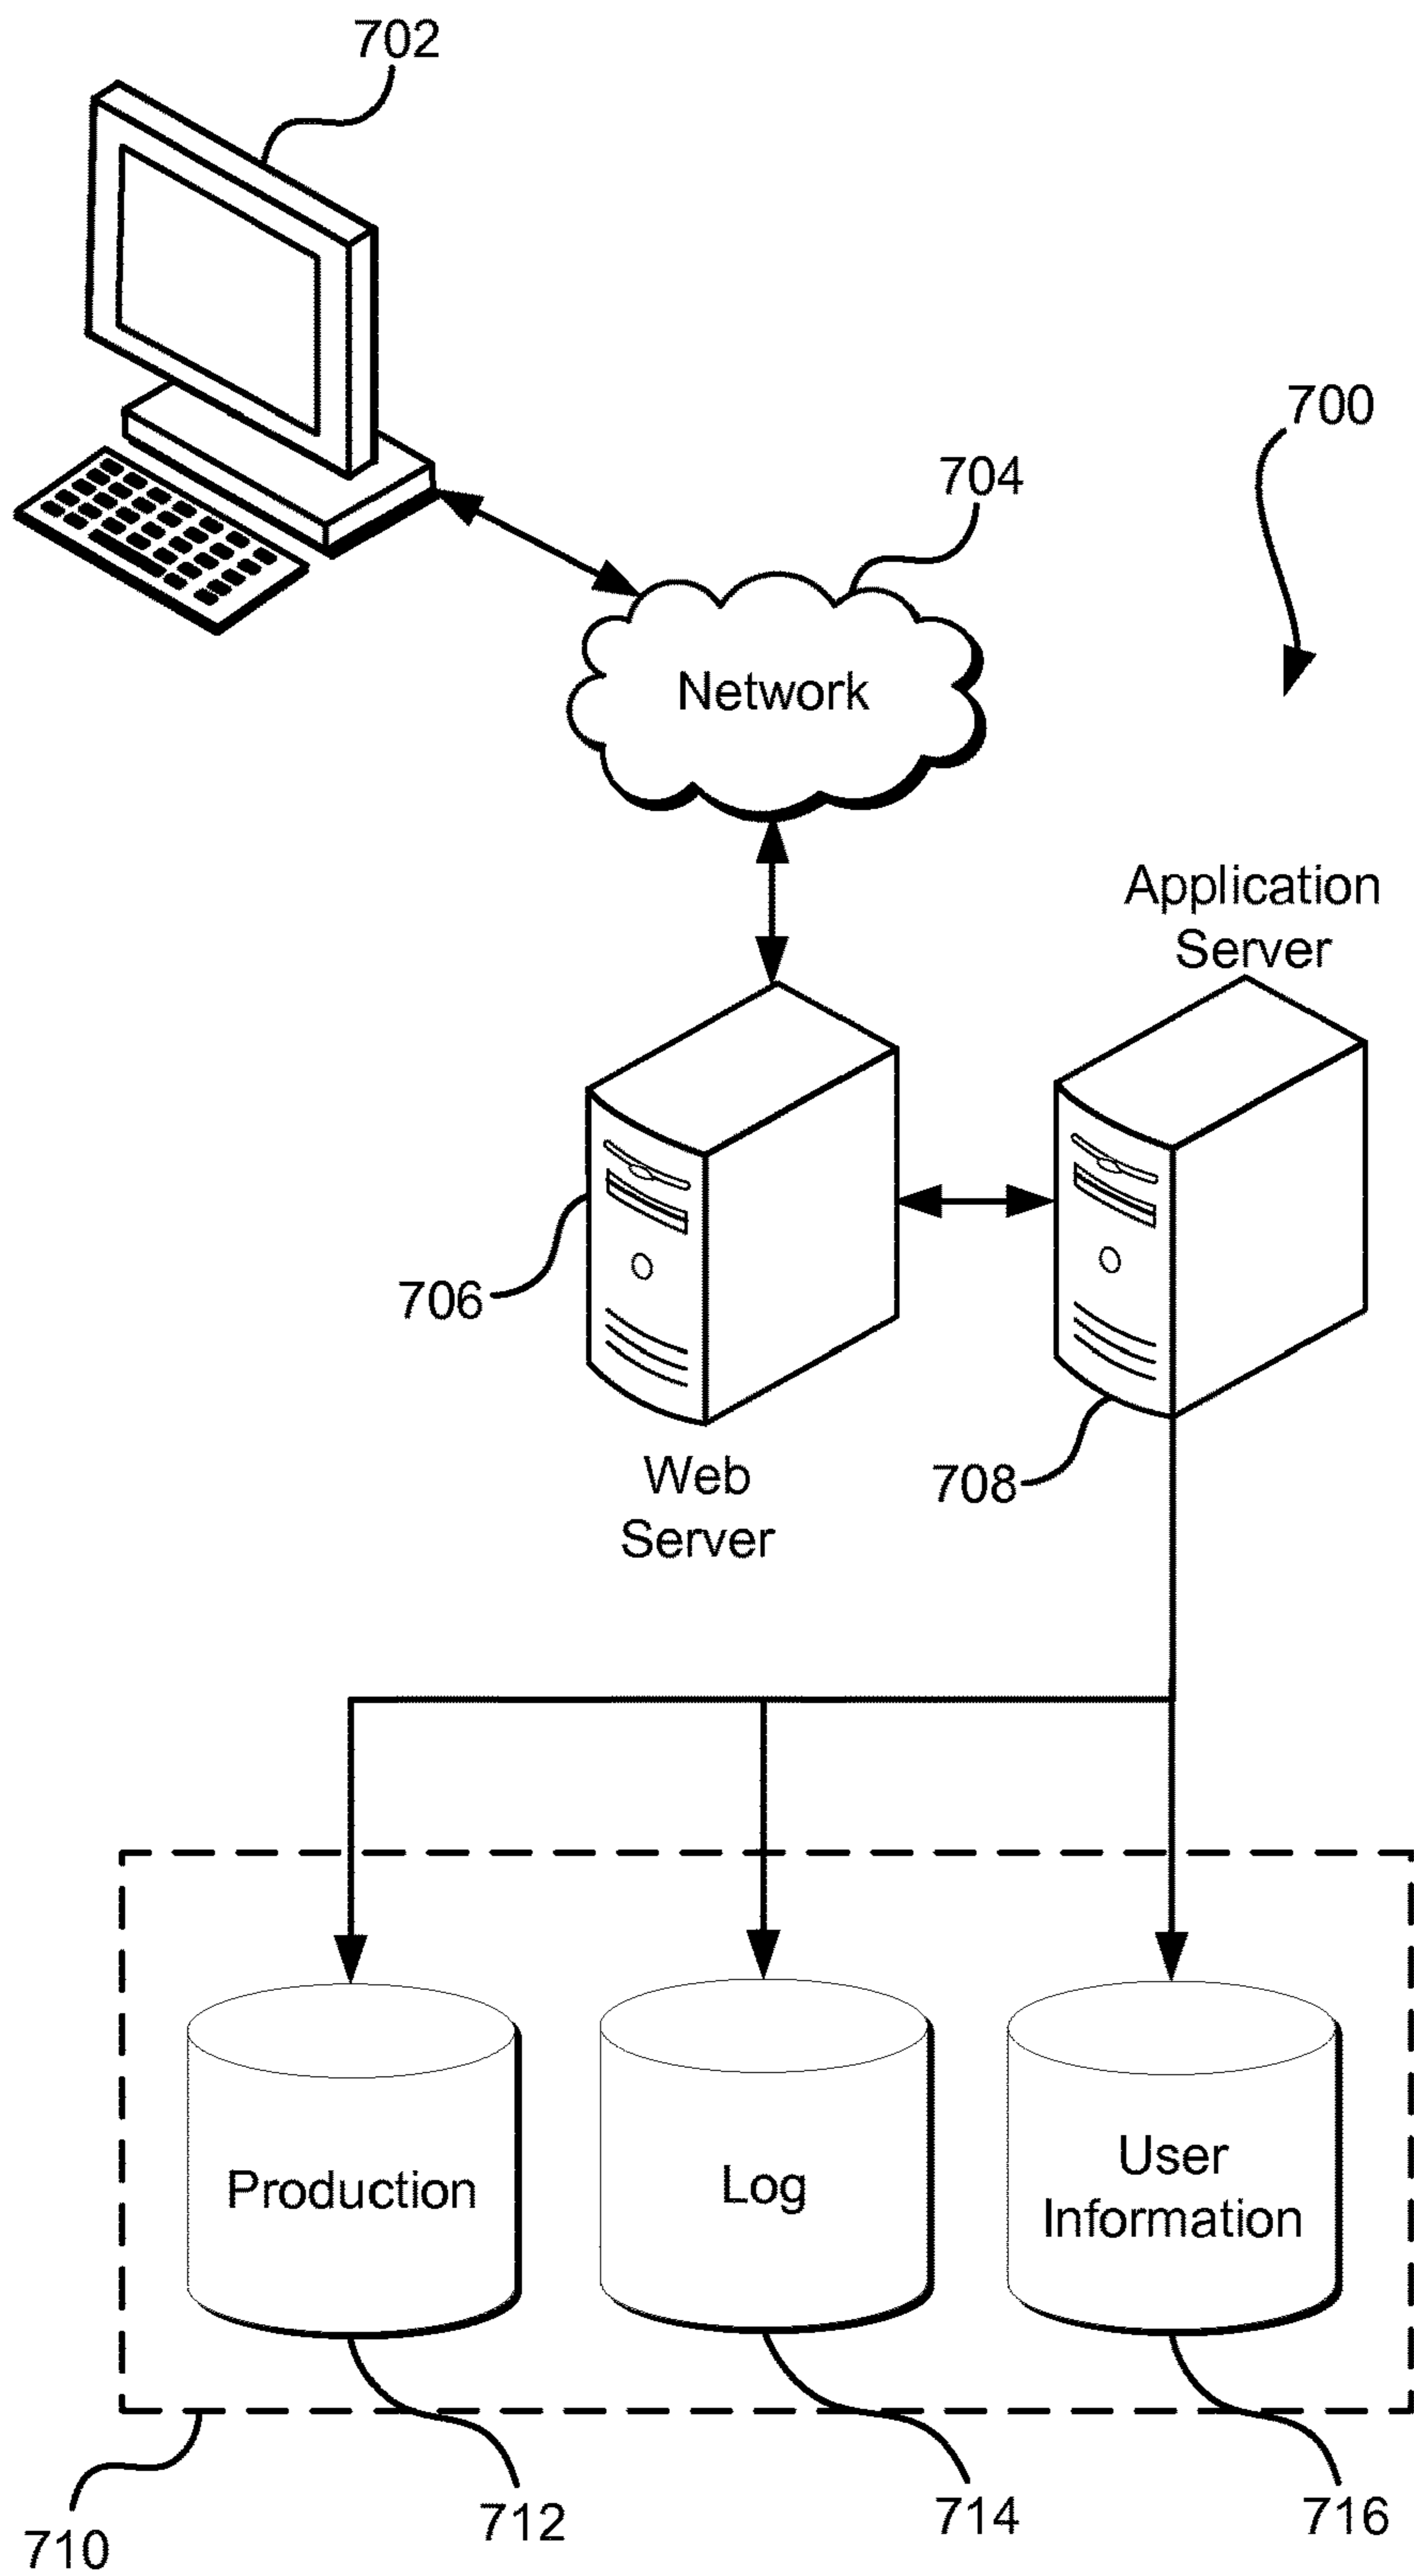 702
700
704
Network
Application
Server
706
708
Web
Server
Production
Log
User
Information
710
712
714
716